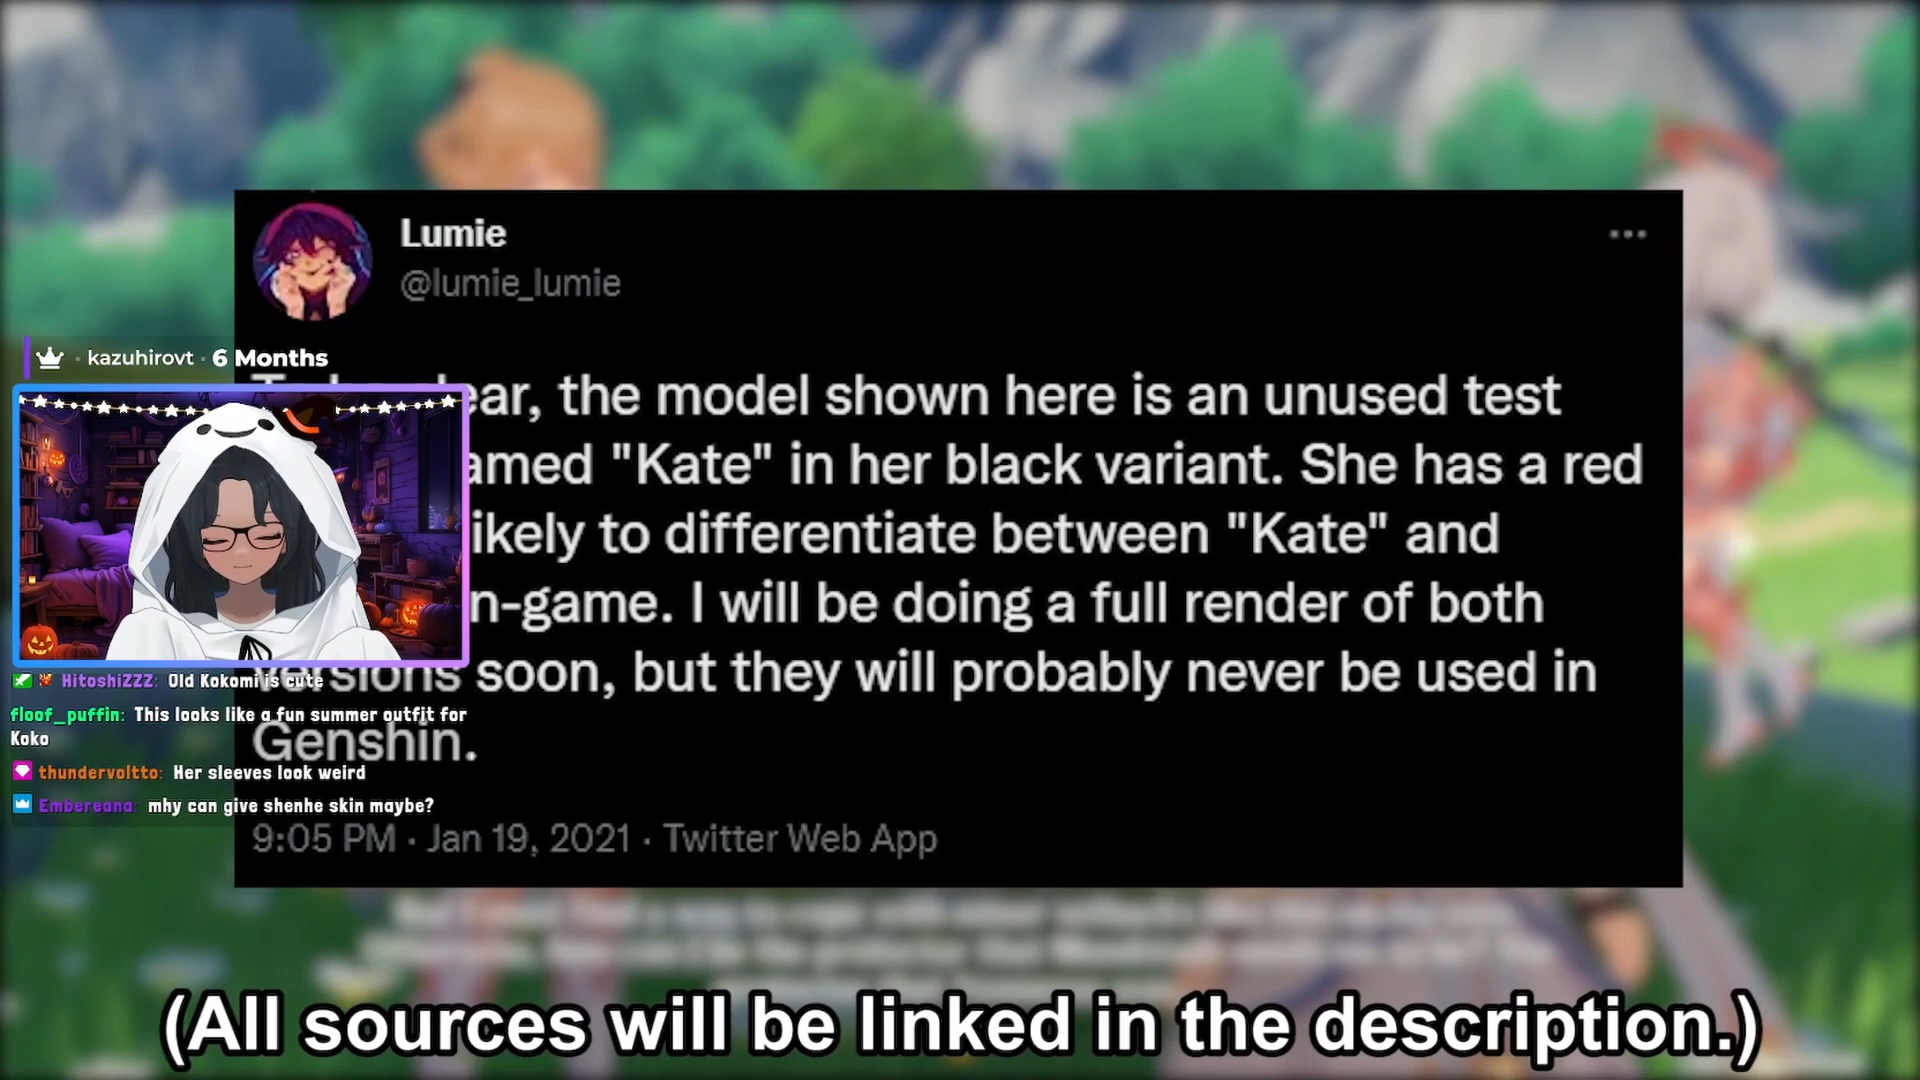 Lumie
@lumie_lumie
kazuhirovt · 6 Months
ear, the model shown here is an unused test
amed "Kate" in her black variant. She has a red
ikely to differentiate between "Kate" and
n-game. I will be doing a full render of both
versions soon, but they will probably never be used in
Genshin.
HitoshiZZZ: Old Kokomi is cute
floof_puffin: This looks like a fun summer outfit for
Koko
thundervoltto: Her sleeves look weird
Embereana: mhy can give shenhe skin maybe?
9:05 PM · Jan 19, 2021 · Twitter Web App
(All sources will be linked in the description.)